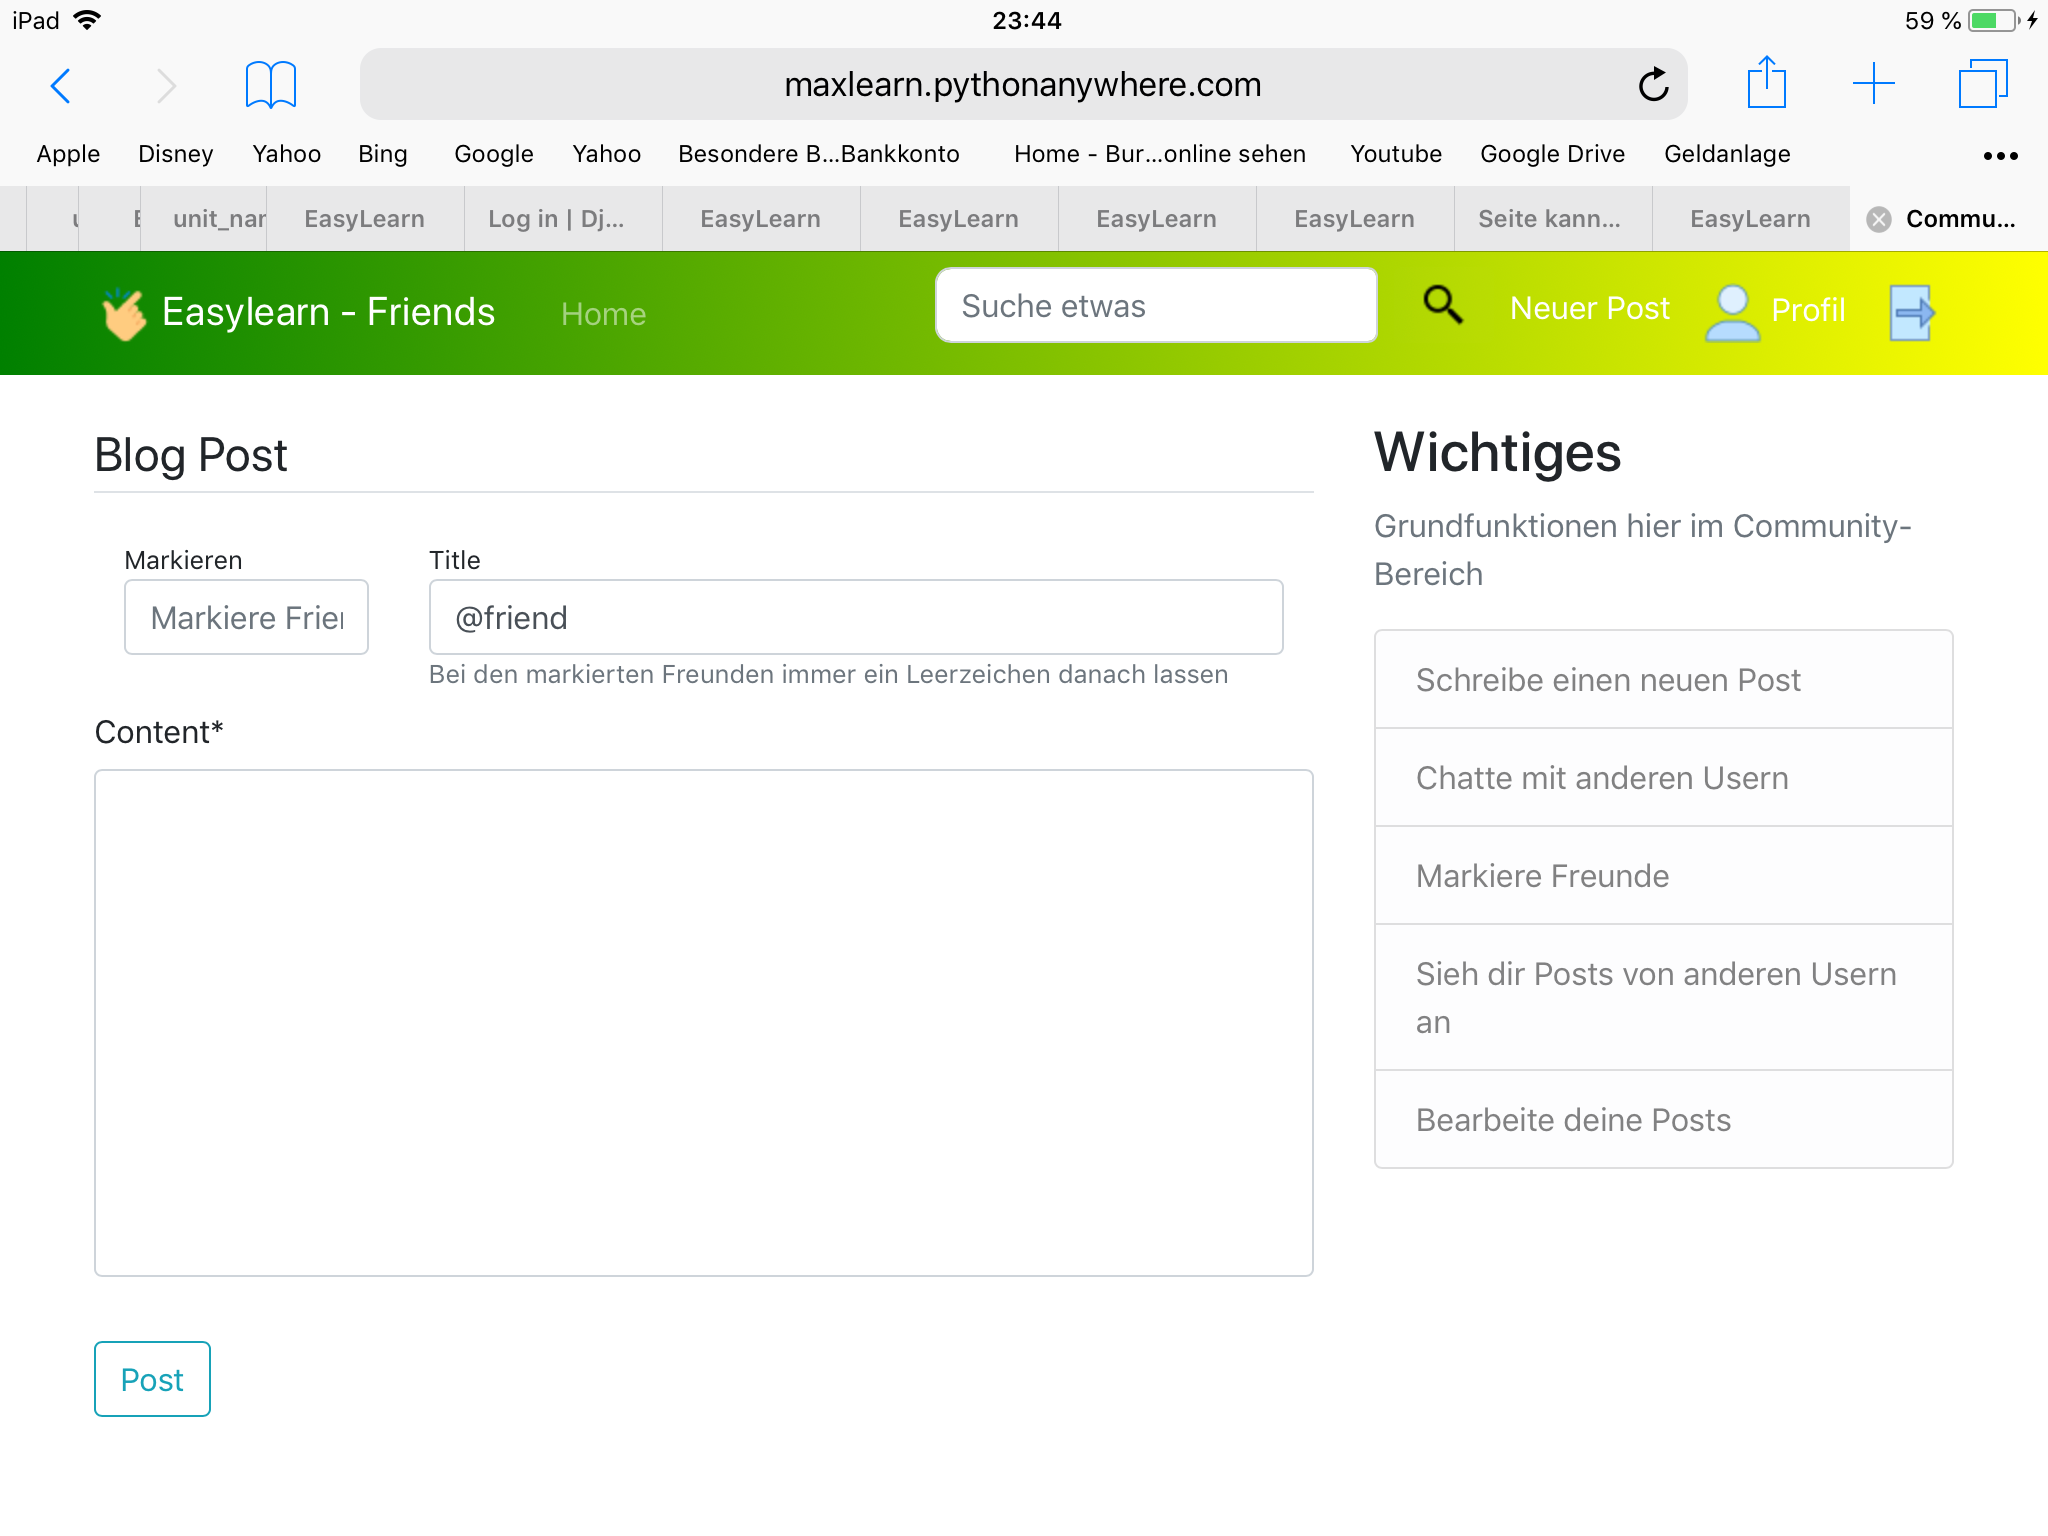 iPad 23:44 59 %
maxlearn.pythonanywhere.com
Apple Disney Yahoo Bing Google Yahoo Besondere B...Bankkonto Home - Bur...online sehen Youtube Google Drive Geldanlage
unit_nar EasyLearn Log in | Dj... EasyLearn EasyLearn EasyLearn EasyLearn Seite kann... EasyLearn Commu...
Easylearn - Friends Home Suche etwas Neuer Post Profil
Blog Post
Markieren Title
Markiere Frie @friend
Bei den markierten Freunden immer ein Leerzeichen danach lassen
Content*
Post
Wichtiges
Grundfunktionen hier im Community-
Bereich
Schreibe einen neuen Post
Chatte mit anderen Usern
Markiere Freunde
Sieh dir Posts von anderen Usern
an
Bearbeite deine Posts